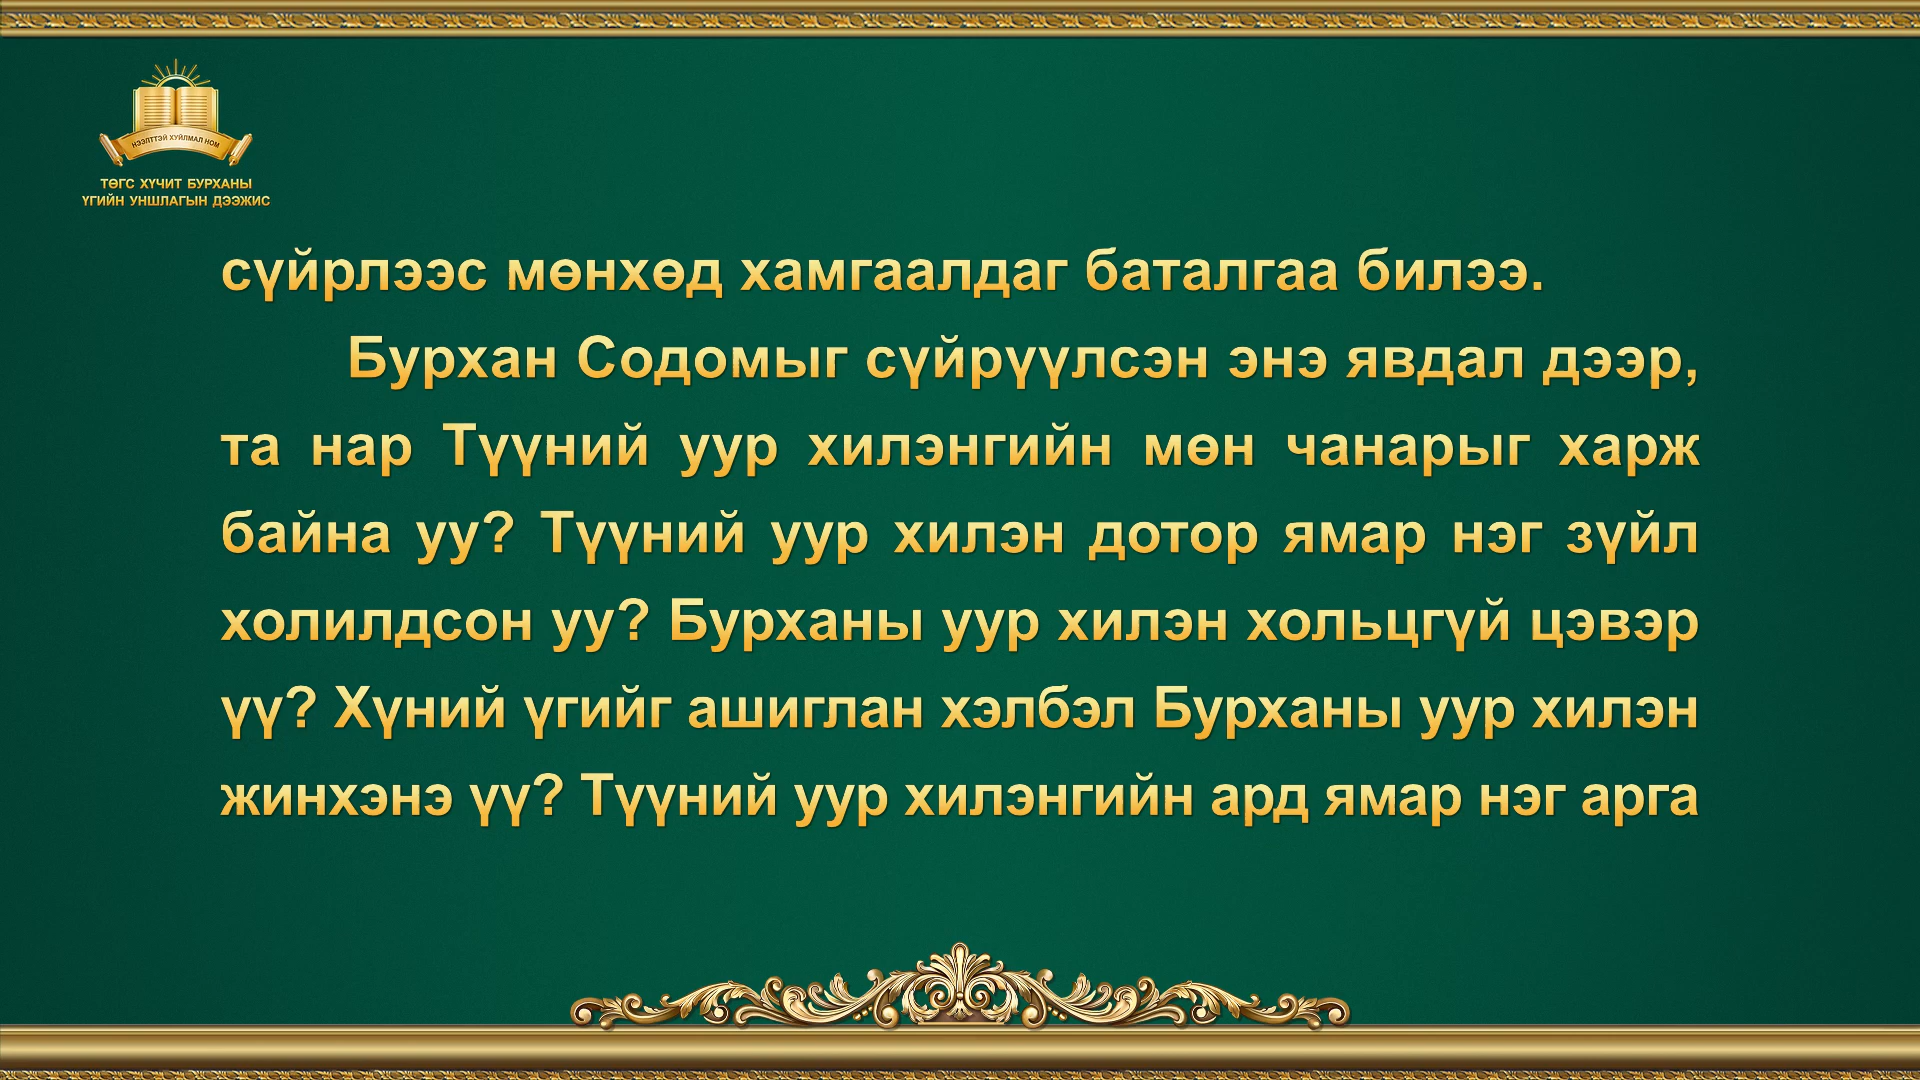 НЭЭЛТТЭЙ ХУЙЛМАЛ НОМ
ТӨГС ХҮЧИТ БУРХАНЫ
ҮГИЙН УНШЛАГЫН ДЭЭЖИС
сүйрлээс мөнхөд хамгаалдаг баталгаа билээ.
Бурхан Содомыг сүйрүүлсэн энэ явдал дээр,
та нар Түүний уур хилэнгийн мөн чанарыг харж
байна уу? Түүний уур хилэн дотор ямар нэг зүйл
холилдсон уу? Бурханы уур хилэн хольцгүй цэвэр
үү? Хүний үгийг ашиглан хэлбэл Бурханы уур хилэн
жинхэнэ үү? Түүний уур хилэнгийн ард ямар нэг арга